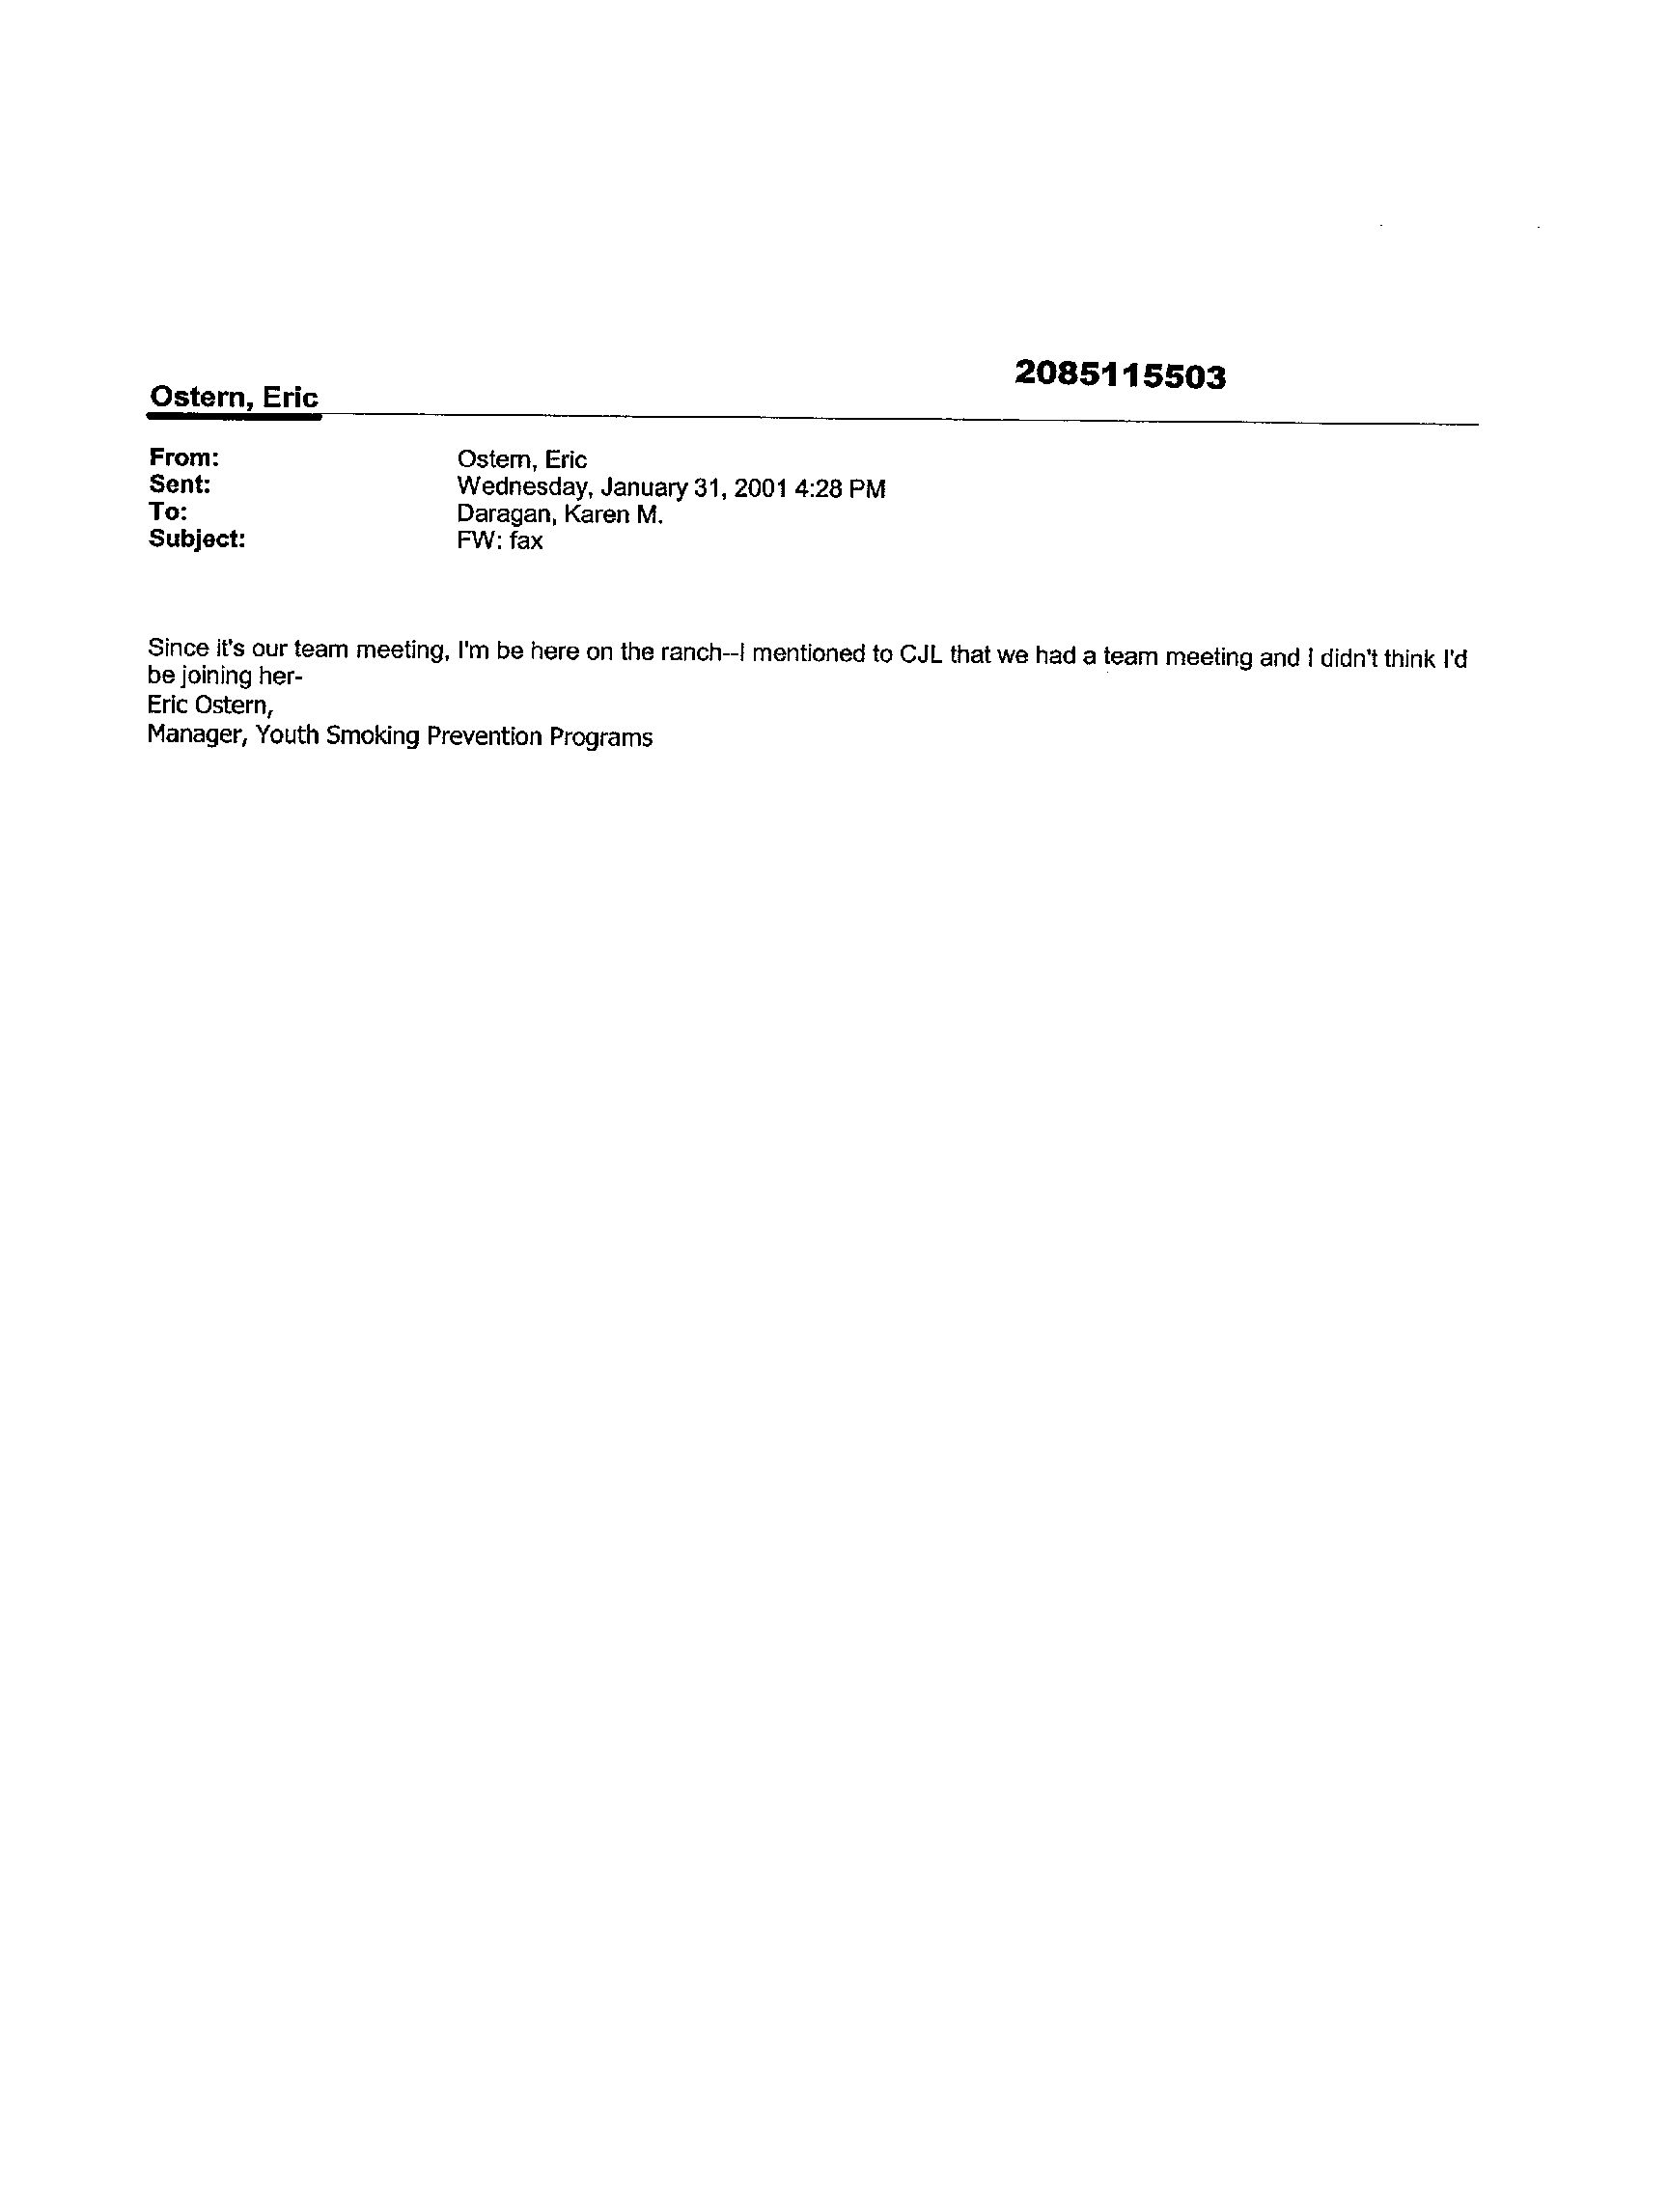 2085115503
Ostern, Eric
From: Ostern, Eric
Sent: Wednesday, January 31, 2001 4:28 PM
To: Daragan, Karen M.
Subject: FW: fax
Since it's our team meeting, I'm be here on the ranch--I mentioned to CJL that we had a team meeting and I didn't think I'd
be joining her-
Eric Ostern,
Manager, Youth Smoking Prevention Programs